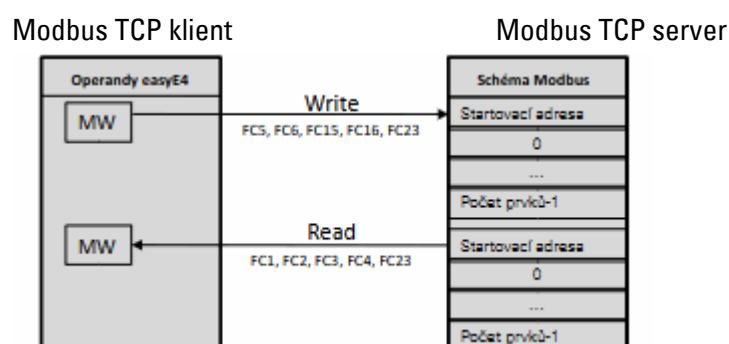 Modbus TCP klient
Modbus TCP server
Operandy easyE4
Schéma Modbus
MW
Write
FC5, FC6, FC15, FC16, FC23
Startovací adresa
0
...
Počet prvků-1
MW
Read
FC1, FC2, FC3, FC4, FC23
Startovací adresa
0
...
Počet prvků-1